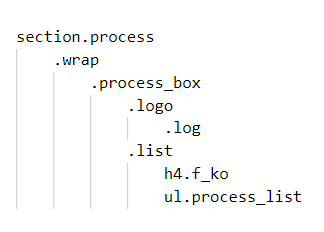 section.process
.wrap
.process_box
.logo
.log
.list
h4.f_ko
ul.process_list